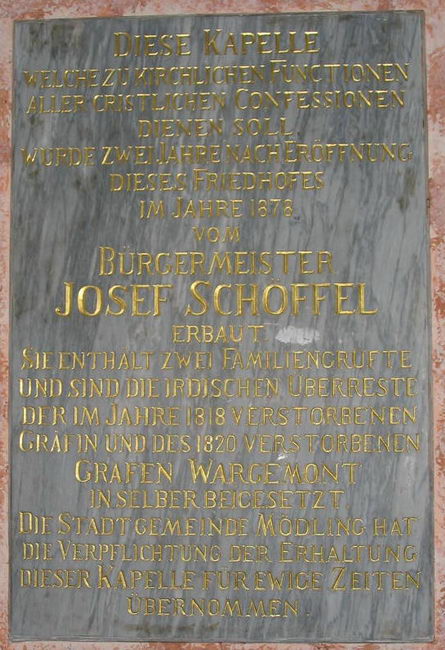 DIESE KAPELLE
WELCHE ZU KIRCHLICHEN FUNCTIONEN
ALLER CRISTLICHEN CONFESSIONEN
DIENEN SOLL
WURDE ZWEI JAHRE NACH ERÖFFNUNG
DIESES FRIEDHOFES
IM JAHRE 1878
VOM
BÜRGERMEISTER
JOSEF SCHÖFFEL
ERBAUT
SIE ENTHÄLT ZWEI FAMILIENGRÜFTE
UND SIND DIE IRDISCHEN ÜBERRESTE
DER IM JAHRE 1818 VERSTORBENEN
GRÄFIN UND DES 1820 VERSTORBENEN
GRAFEN WARGEMONT
IN SELBER BEIGESETZT
DIE STADTGEMEINDE MÖDLING HAT
DIE VERPFLICHTUNG DER ERHALTUNG
DIESER KAPELLE FÜR EWIGE ZEITEN
ÜBERNOMMEN.